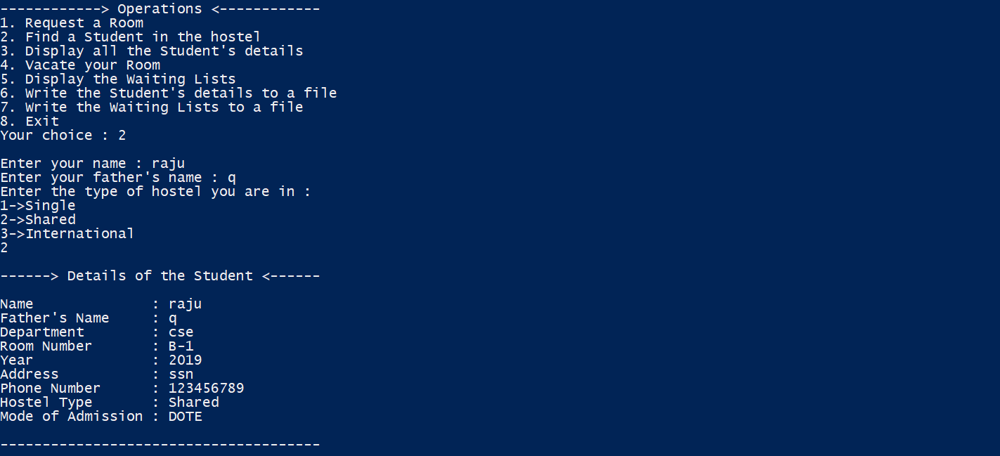 ------------> Operations <------------
1. Request a Room
2. Find a Student in the hostel
3. Display all the Student's details
4. Vacate your Room
5. Display the Waiting Lists
6. Write the Student's details to a file
7. Write the Waiting Lists to a file
8. Exit
Your choice : 2
Enter your name : raju
Enter your father's name : q
Enter the type of hostel you are in :
1->Single
2->Shared
3->International
2
------> Details of the Student <------
Name              : raju
Father's Name     : q
Department        : cse
Room Number       : B-1
Year              : 2019
Address           : ssn
Phone Number      : 123456789
Hostel Type       : Shared
Mode of Admission : DOTE
--------------------------------------